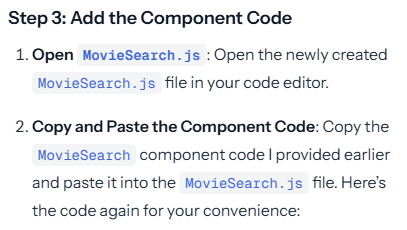 Step 3: Add the Component Code
1. Open MovieSearch.js: Open the newly created
MovieSearch.js file in your code editor.
2. Copy and Paste the Component Code: Copy the
MovieSearch component code I provided earlier
and paste it into the MovieSearch.js file. Here’s
the code again for your convenience: